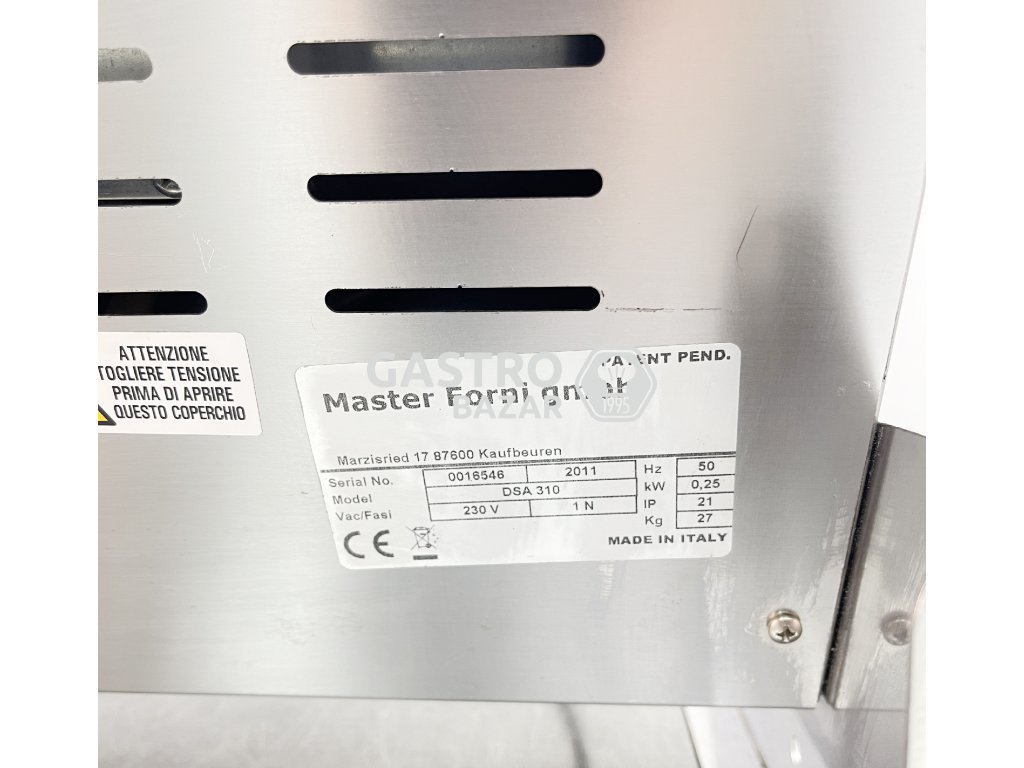 ATTENZIONE
TOGLIERE TENSIONE
PRIMA DI APRIRE
QUESTO COPERCHIO
PATENT PEND.
Master Forni gmbh
GASTRO
BAZAR
1995
Marzisried 17 87600 Kaufbeuren
Serial No. 0016546 2011 Hz 50
Model DSA 310 kW 0,25
Vac/Fasi 230 V 1 N IP 21
Kg 27
CE
MADE IN ITALY